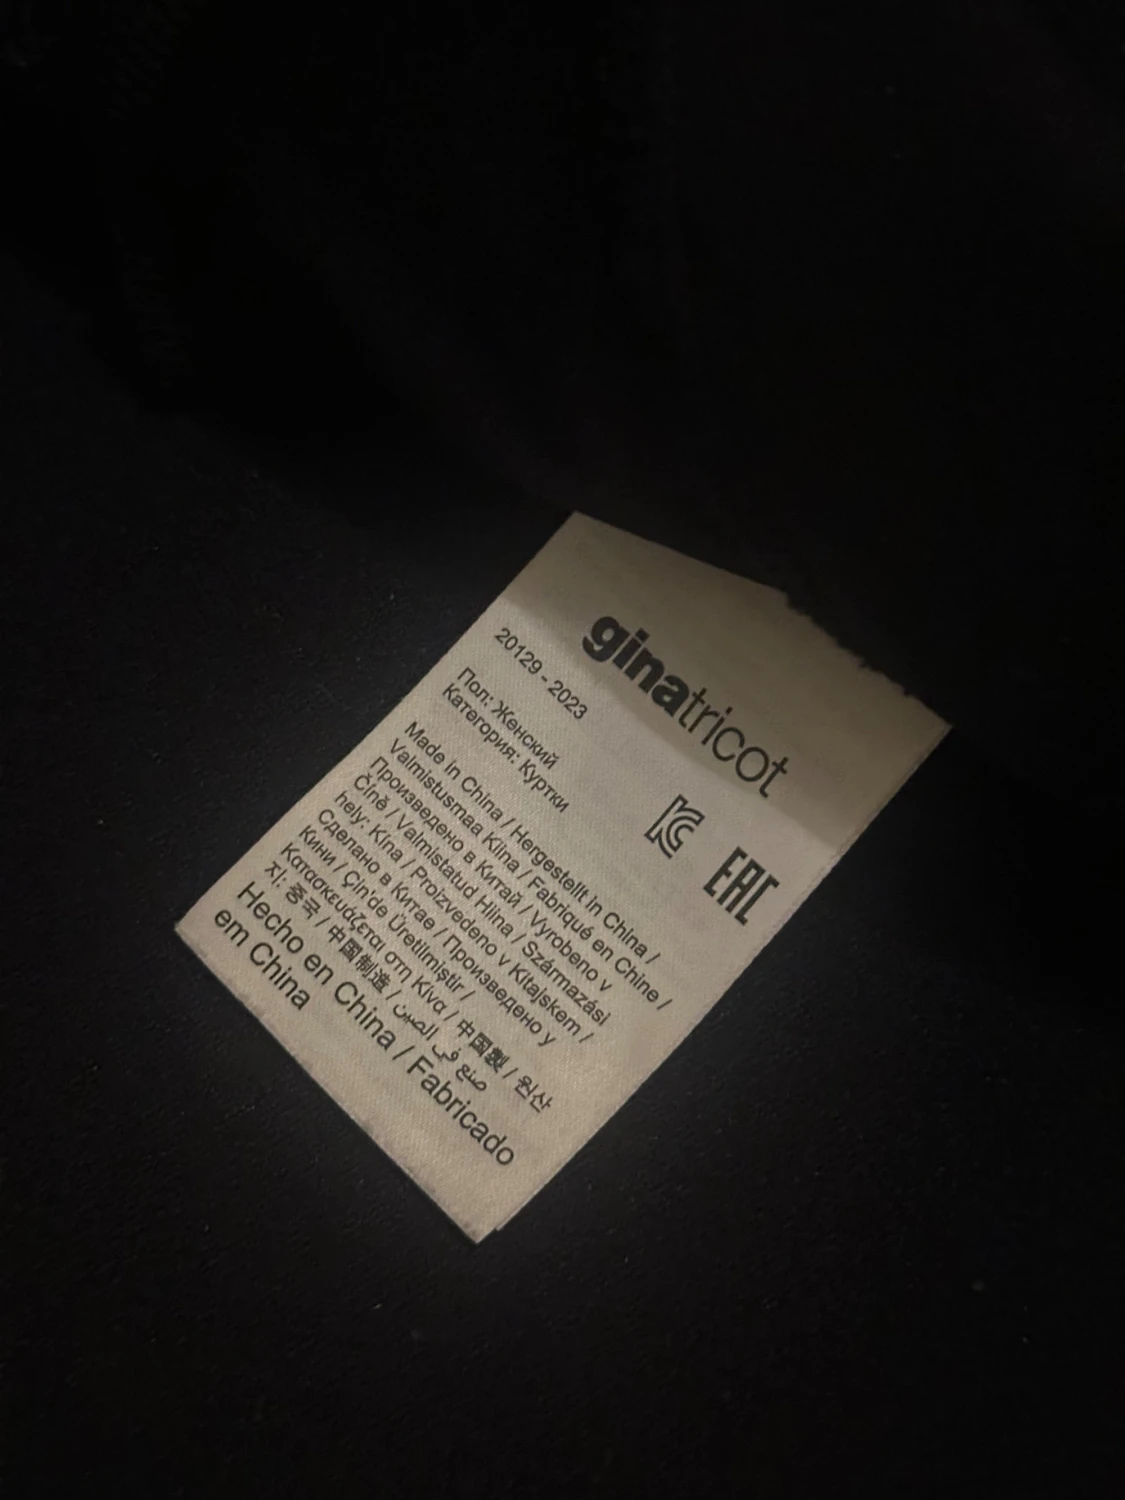 ginatricot
20129 - 2023
Пол: Женский
Категория: Куртки
EAC
Made in China / Hergestellt in China /
Valmistusmaa Kiina / Fabriqué en Chine /
Произведено в Китай / Vyrobeno v
Číně / Valmistatud Hiina / Származási
hely: Kína / Proizvedeno v Kitajskem /
Сделано в Китае / Произведено у
Кини / Çin'de Üretilmiştir /
Κατασκευάζεται στη Κίνα / 中国製 / 원산
지: 중국 / 中国制造 / صنع في الصين /
Hecho en China / Fabricado
em China